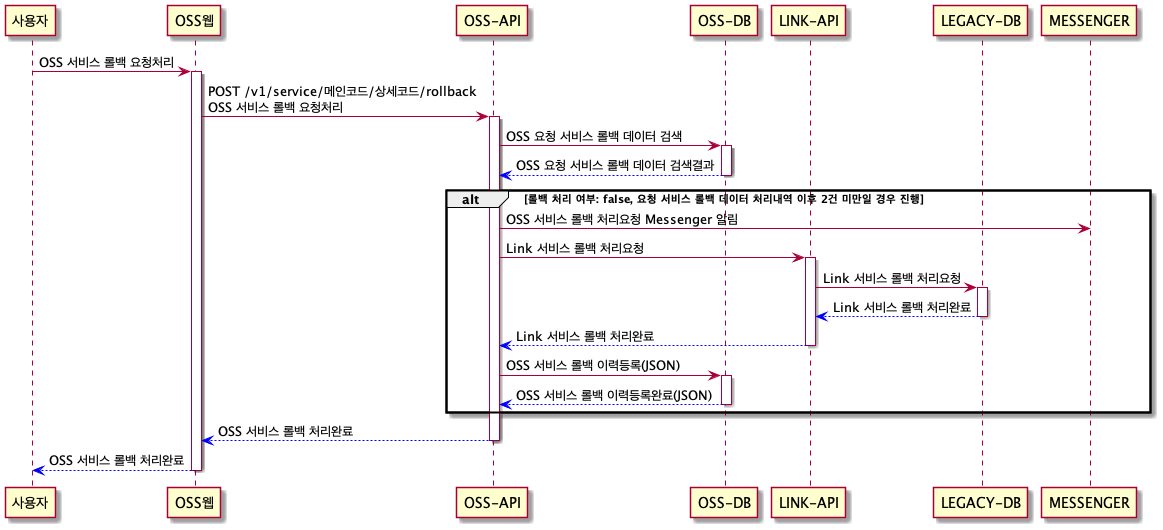 사용자 OSS웹 OSS-API OSS-DB LINK-API LEGACY-DB MESSENGER
OSS 서비스 롤백 요청처리
POST /v1/service/메인코드/상세코드/rollback
OSS 서비스 롤백 요청처리
OSS 요청 서비스 롤백 데이터 검색
OSS 요청 서비스 롤백 데이터 검색결과
alt [롤백 처리 여부: false, 요청 서비스 롤백 데이터 처리내역 이후 2건 미만일 경우 진행]
OSS 서비스 롤백 처리요청 Messenger 알림
Link 서비스 롤백 처리요청
Link 서비스 롤백 처리요청
Link 서비스 롤백 처리완료
Link 서비스 롤백 처리완료
OSS 서비스 롤백 이력등록(JSON)
OSS 서비스 롤백 이력등록완료(JSON)
OSS 서비스 롤백 처리완료
OSS 서비스 롤백 처리완료
사용자 OSS웹 OSS-API OSS-DB LINK-API LEGACY-DB MESSENGER